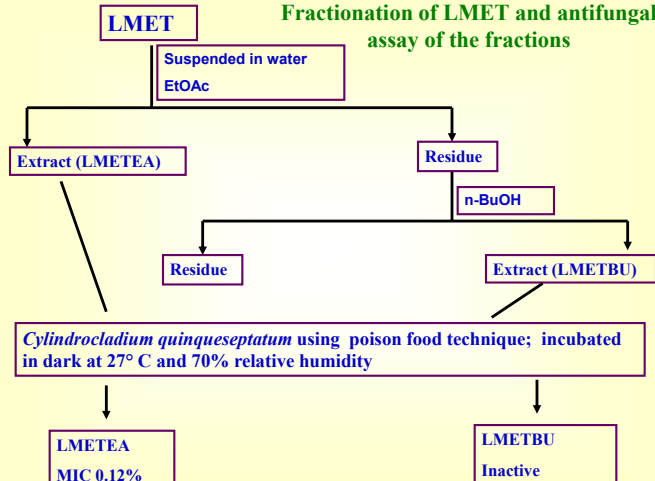 Fractionation of LMET and antifungal
assay of the fractions
LMET
Suspended in water
EtOAc
Extract (LMETEA)
Residue
n-BuOH
Residue
Extract (LMETBU)
Cylindrocladium quinqueseptatum using poison food technique; incubated
in dark at 27° C and 70% relative humidity
LMETEA
MIC 0.12%
LMETBU
Inactive